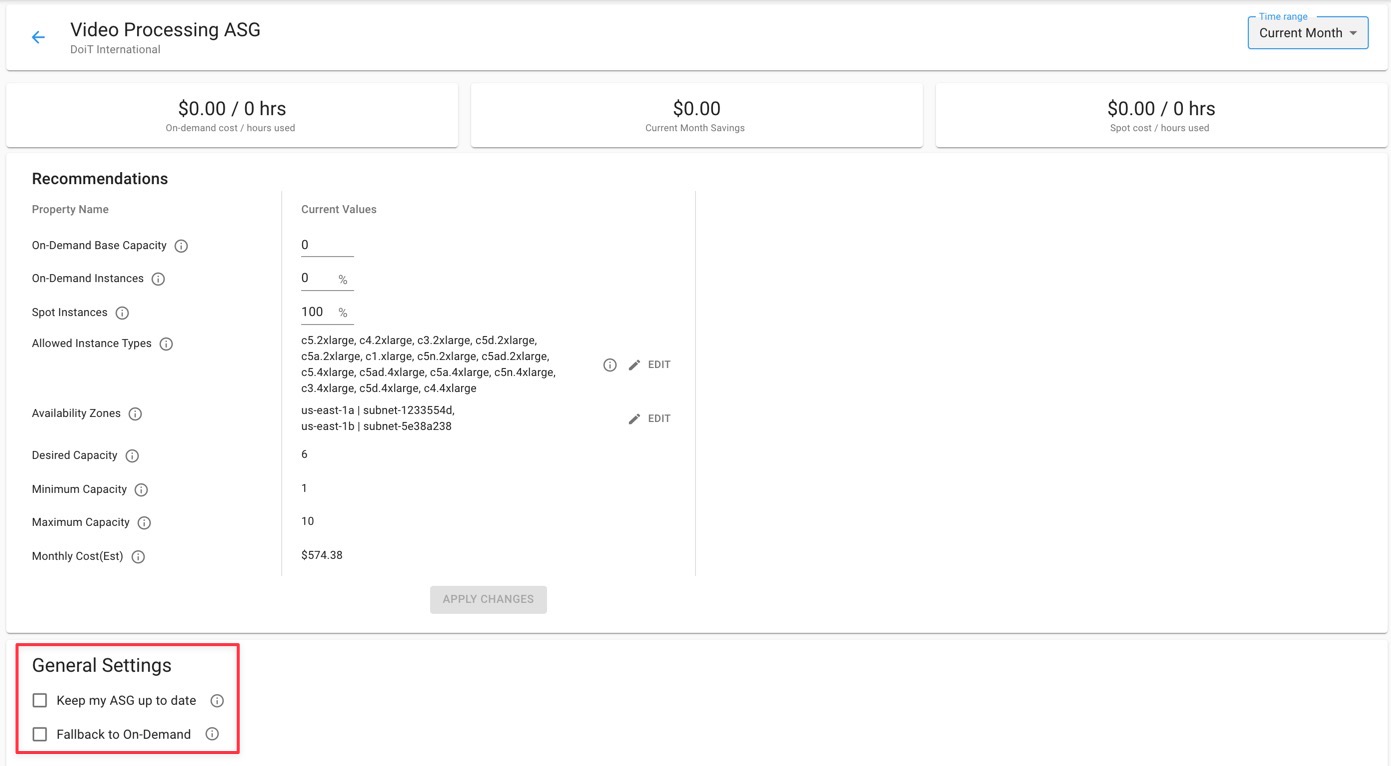 Video Processing ASG
DoiT International
Time range
Current Month
$0.00 / 0 hrs
On-demand cost / hours used
$0.00
Current Month Savings
$0.00 / 0 hrs
Spot cost / hours used
Recommendations
Property Name
Current Values
On-Demand Base Capacity
0
On-Demand Instances
0 %
Spot Instances
100 %
Allowed Instance Types
c5.2xlarge, c4.2xlarge, c3.2xlarge, c5d.2xlarge,
c5a.2xlarge, c1.xlarge, c5n.2xlarge, c5ad.2xlarge,
c5.4xlarge, c5ad.4xlarge, c5a.4xlarge, c5n.4xlarge,
c3.4xlarge, c5d.4xlarge, c4.4xlarge
EDIT
Availability Zones
us-east-1a | subnet-1233554d,
us-east-1b | subnet-5e38a238
EDIT
Desired Capacity
6
Minimum Capacity
1
Maximum Capacity
10
Monthly Cost(Est)
$574.38
APPLY CHANGES
General Settings
Keep my ASG up to date
Fallback to On-Demand